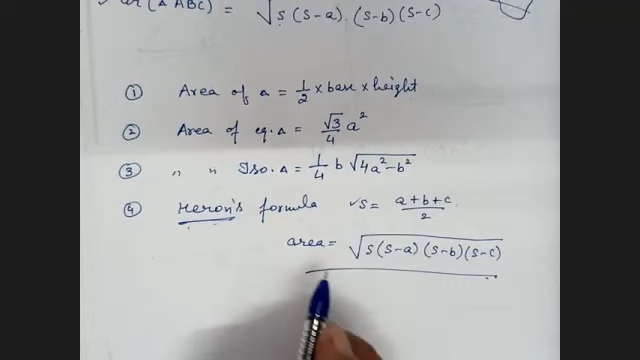 ar (△ ABC) = √s (s-a) (s-b) (s-c)
① Area of △ = 1/2 × base × height
② Area of eq. △ = √3/4 a²
③ " " Iso. △ = 1/4 b √4a²-b²
④ Heron's formula ✓s = a+b+c/2
area = √s(s-a) (s-b)(s-c)